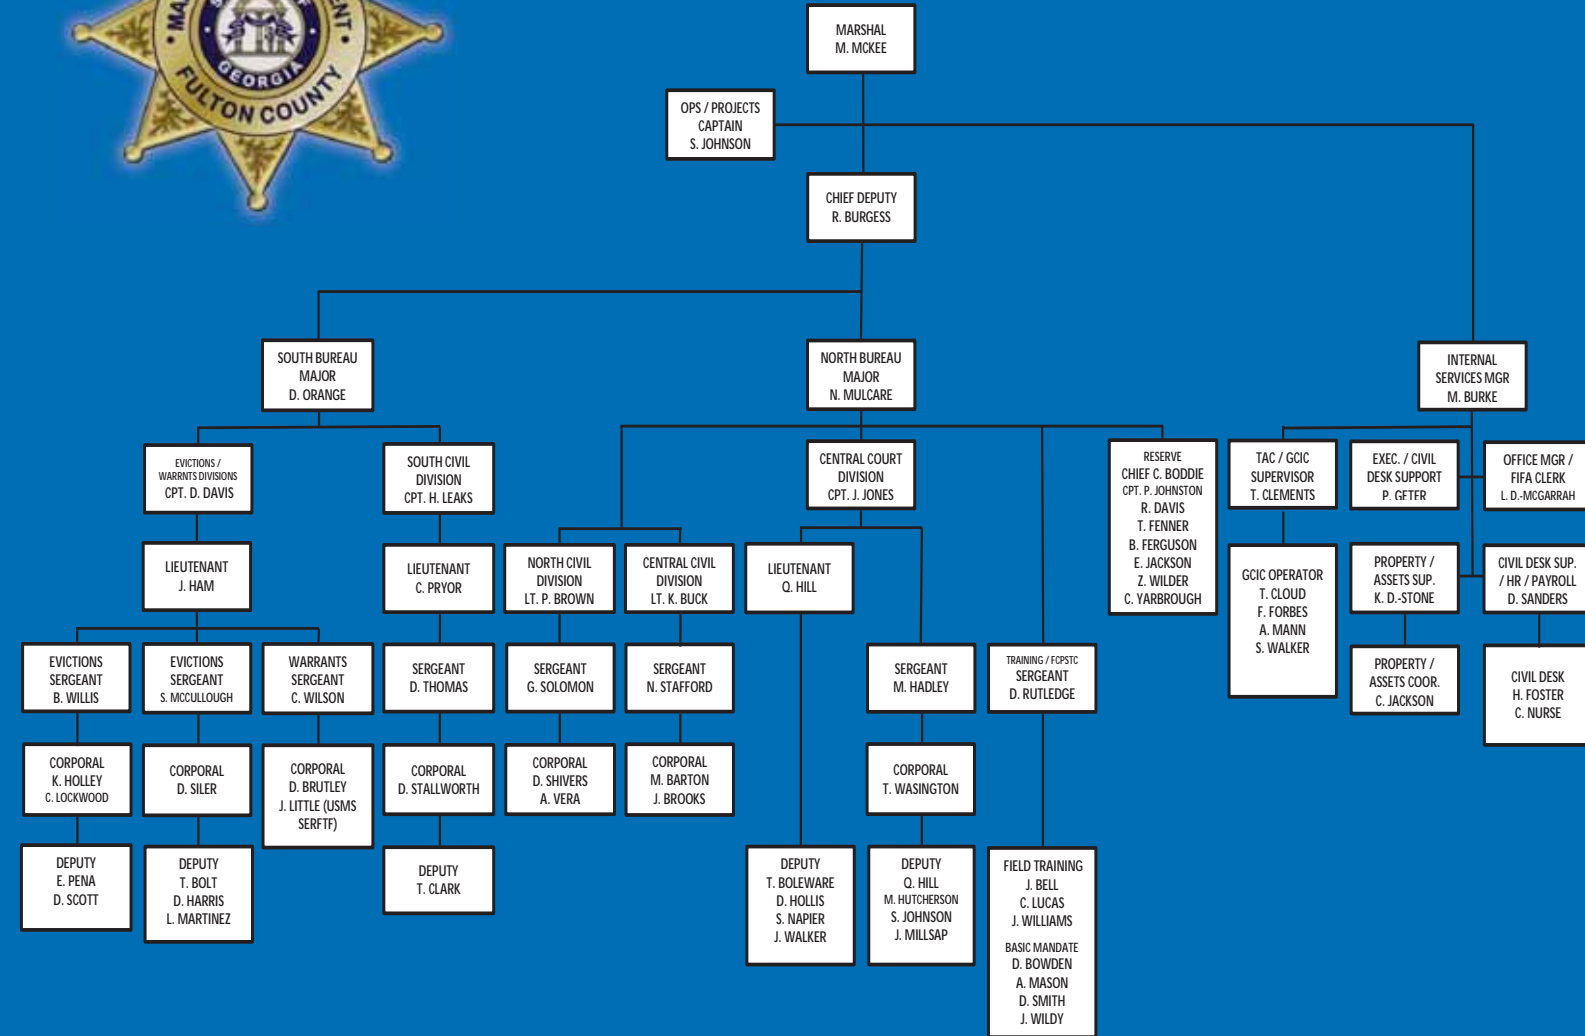 GEORGIA
FULTON COUNTY
MARSHAL
M. MCKEE
OPS / PROJECTS
CAPTAIN
S. JOHNSON
CHIEF DEPUTY
R. BURGESS
SOUTH BUREAU
MAJOR
D. ORANGE
NORTH BUREAU
MAJOR
N. MULCARE
INTERNAL
SERVICES MGR
M. BURKE
EVICTIONS /
WARRNTS DIVISIONS
CPT. D. DAVIS
SOUTH CIVIL
DIVISION
CPT. H. LEAKS
CENTRAL COURT
DIVISION
CPT. J. JONES
RESERVE
CHIEF C. BODDIE
CPT. P. JOHNSTON
R. DAVIS
T. FENNER
B. FERGUSON
E. JACKSON
Z. WILDER
C. YARBROUGH
TAC / GCIC
SUPERVISOR
T. CLEMENTS
EXEC. / CIVIL
DESK SUPPORT
P. GETER
OFFICE MGR /
FIFA CLERK
L. D.-MCGARRAH
LIEUTENANT
J. HAM
LIEUTENANT
C. PRYOR
NORTH CIVIL
DIVISION
LT. P. BROWN
CENTRAL CIVIL
DIVISION
LT. K. BUCK
LIEUTENANT
Q. HILL
GCIC OPERATOR
T. CLOUD
F. FORBES
A. MANN
S. WALKER
PROPERTY /
ASSETS SUP.
K. D.-STONE
CIVIL DESK SUP.
/ HR / PAYROLL
D. SANDERS
EVICTIONS
SERGEANT
B. WILLIS
EVICTIONS
SERGEANT
S. MCCULLOUGH
WARRANTS
SERGEANT
C. WILSON
SERGEANT
D. THOMAS
SERGEANT
G. SOLOMON
SERGEANT
N. STAFFORD
SERGEANT
M. HADLEY
TRAINING / FCPSTC
SERGEANT
D. RUTLEDGE
PROPERTY /
ASSETS COOR.
C. JACKSON
CIVIL DESK
H. FOSTER
C. NURSE
CORPORAL
K. HOLLEY
C. LOCKWOOD
CORPORAL
D. SILER
CORPORAL
D. BRUTLEY
J. LITTLE (USMS
SERFTF)
CORPORAL
D. STALLWORTH
CORPORAL
D. SHIVERS
A. VERA
CORPORAL
M. BARTON
J. BROOKS
CORPORAL
T. WASINGTON
DEPUTY
E. PENA
D. SCOTT
DEPUTY
T. BOLT
D. HARRIS
L. MARTINEZ
DEPUTY
T. CLARK
DEPUTY
T. BOLEWARE
D. HOLLIS
S. NAPIER
J. WALKER
DEPUTY
Q. HILL
M. HUTCHERSON
S. JOHNSON
J. MILLSAP
FIELD TRAINING
J. BELL
C. LUCAS
J. WILLIAMS
BASIC MANDATE
D. BOWDEN
A. MASON
D. SMITH
J. WILDY